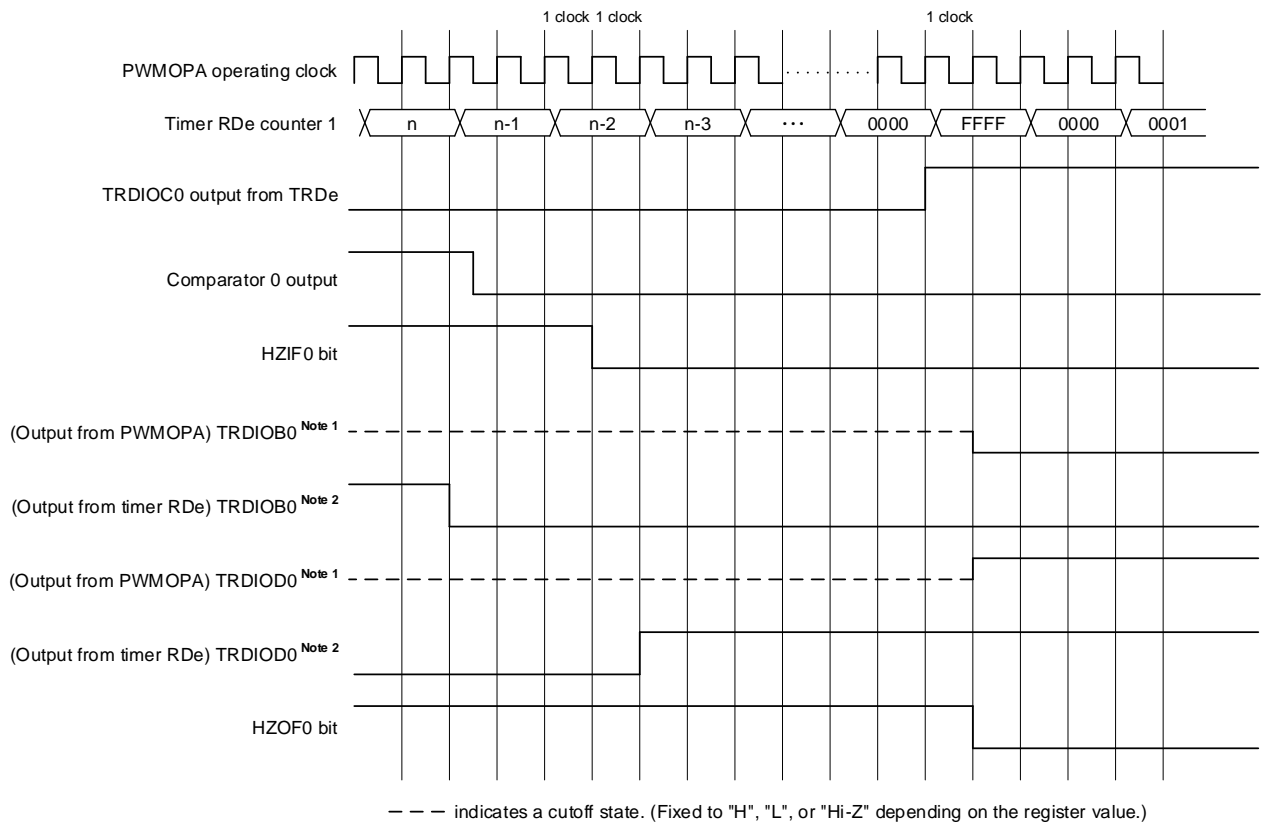 1 clock 1 clock 1 clock
PWMOPA operating clock
Timer RDe counter 1 n n-1 n-2 n-3 ··· 0000 FFFF 0000 0001
TRDIOC0 output from TRDe
Comparator 0 output
HZIF0 bit
(Output from PWMOPA) TRDIOB0 Note 1
(Output from timer RDe) TRDIOB0 Note 2
(Output from PWMOPA) TRDIOD0 Note 1
(Output from timer RDe) TRDIOD0 Note 2
HZOF0 bit
indicates a cutoff state. (Fixed to "H", "L", or "Hi-Z" depending on the register value.)